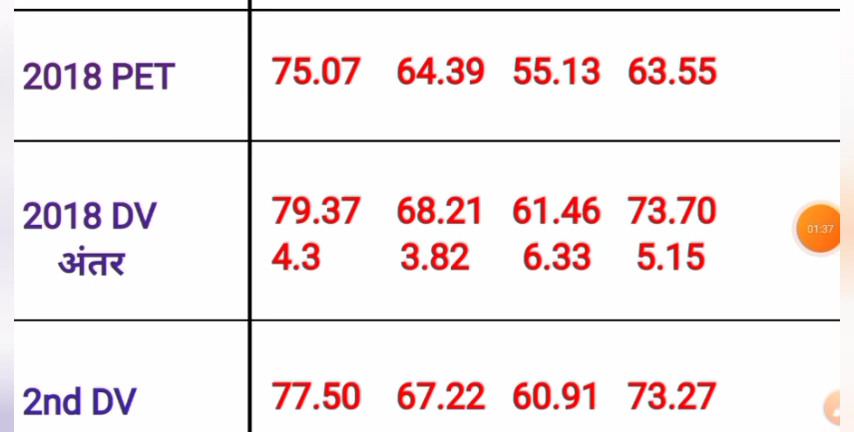 2018 PET 75.07 64.39 55.13 63.55
2018 DV 79.37 68.21 61.46 73.70
अंतर 4.3 3.82 6.33 5.15
01:37
2nd DV 77.50 67.22 60.91 73.27